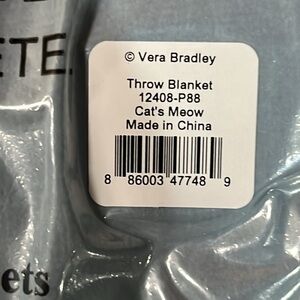 ETE
© Vera Bradley
Throw Blanket
12408-P88
Cat's Meow
Made in China
8 86003 47748 9
ets